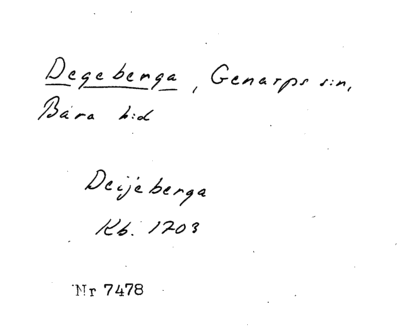 Degeberga, Genarps s:n,
Bara h:d
Deijeberga
Kb. 1703
Nr 7478